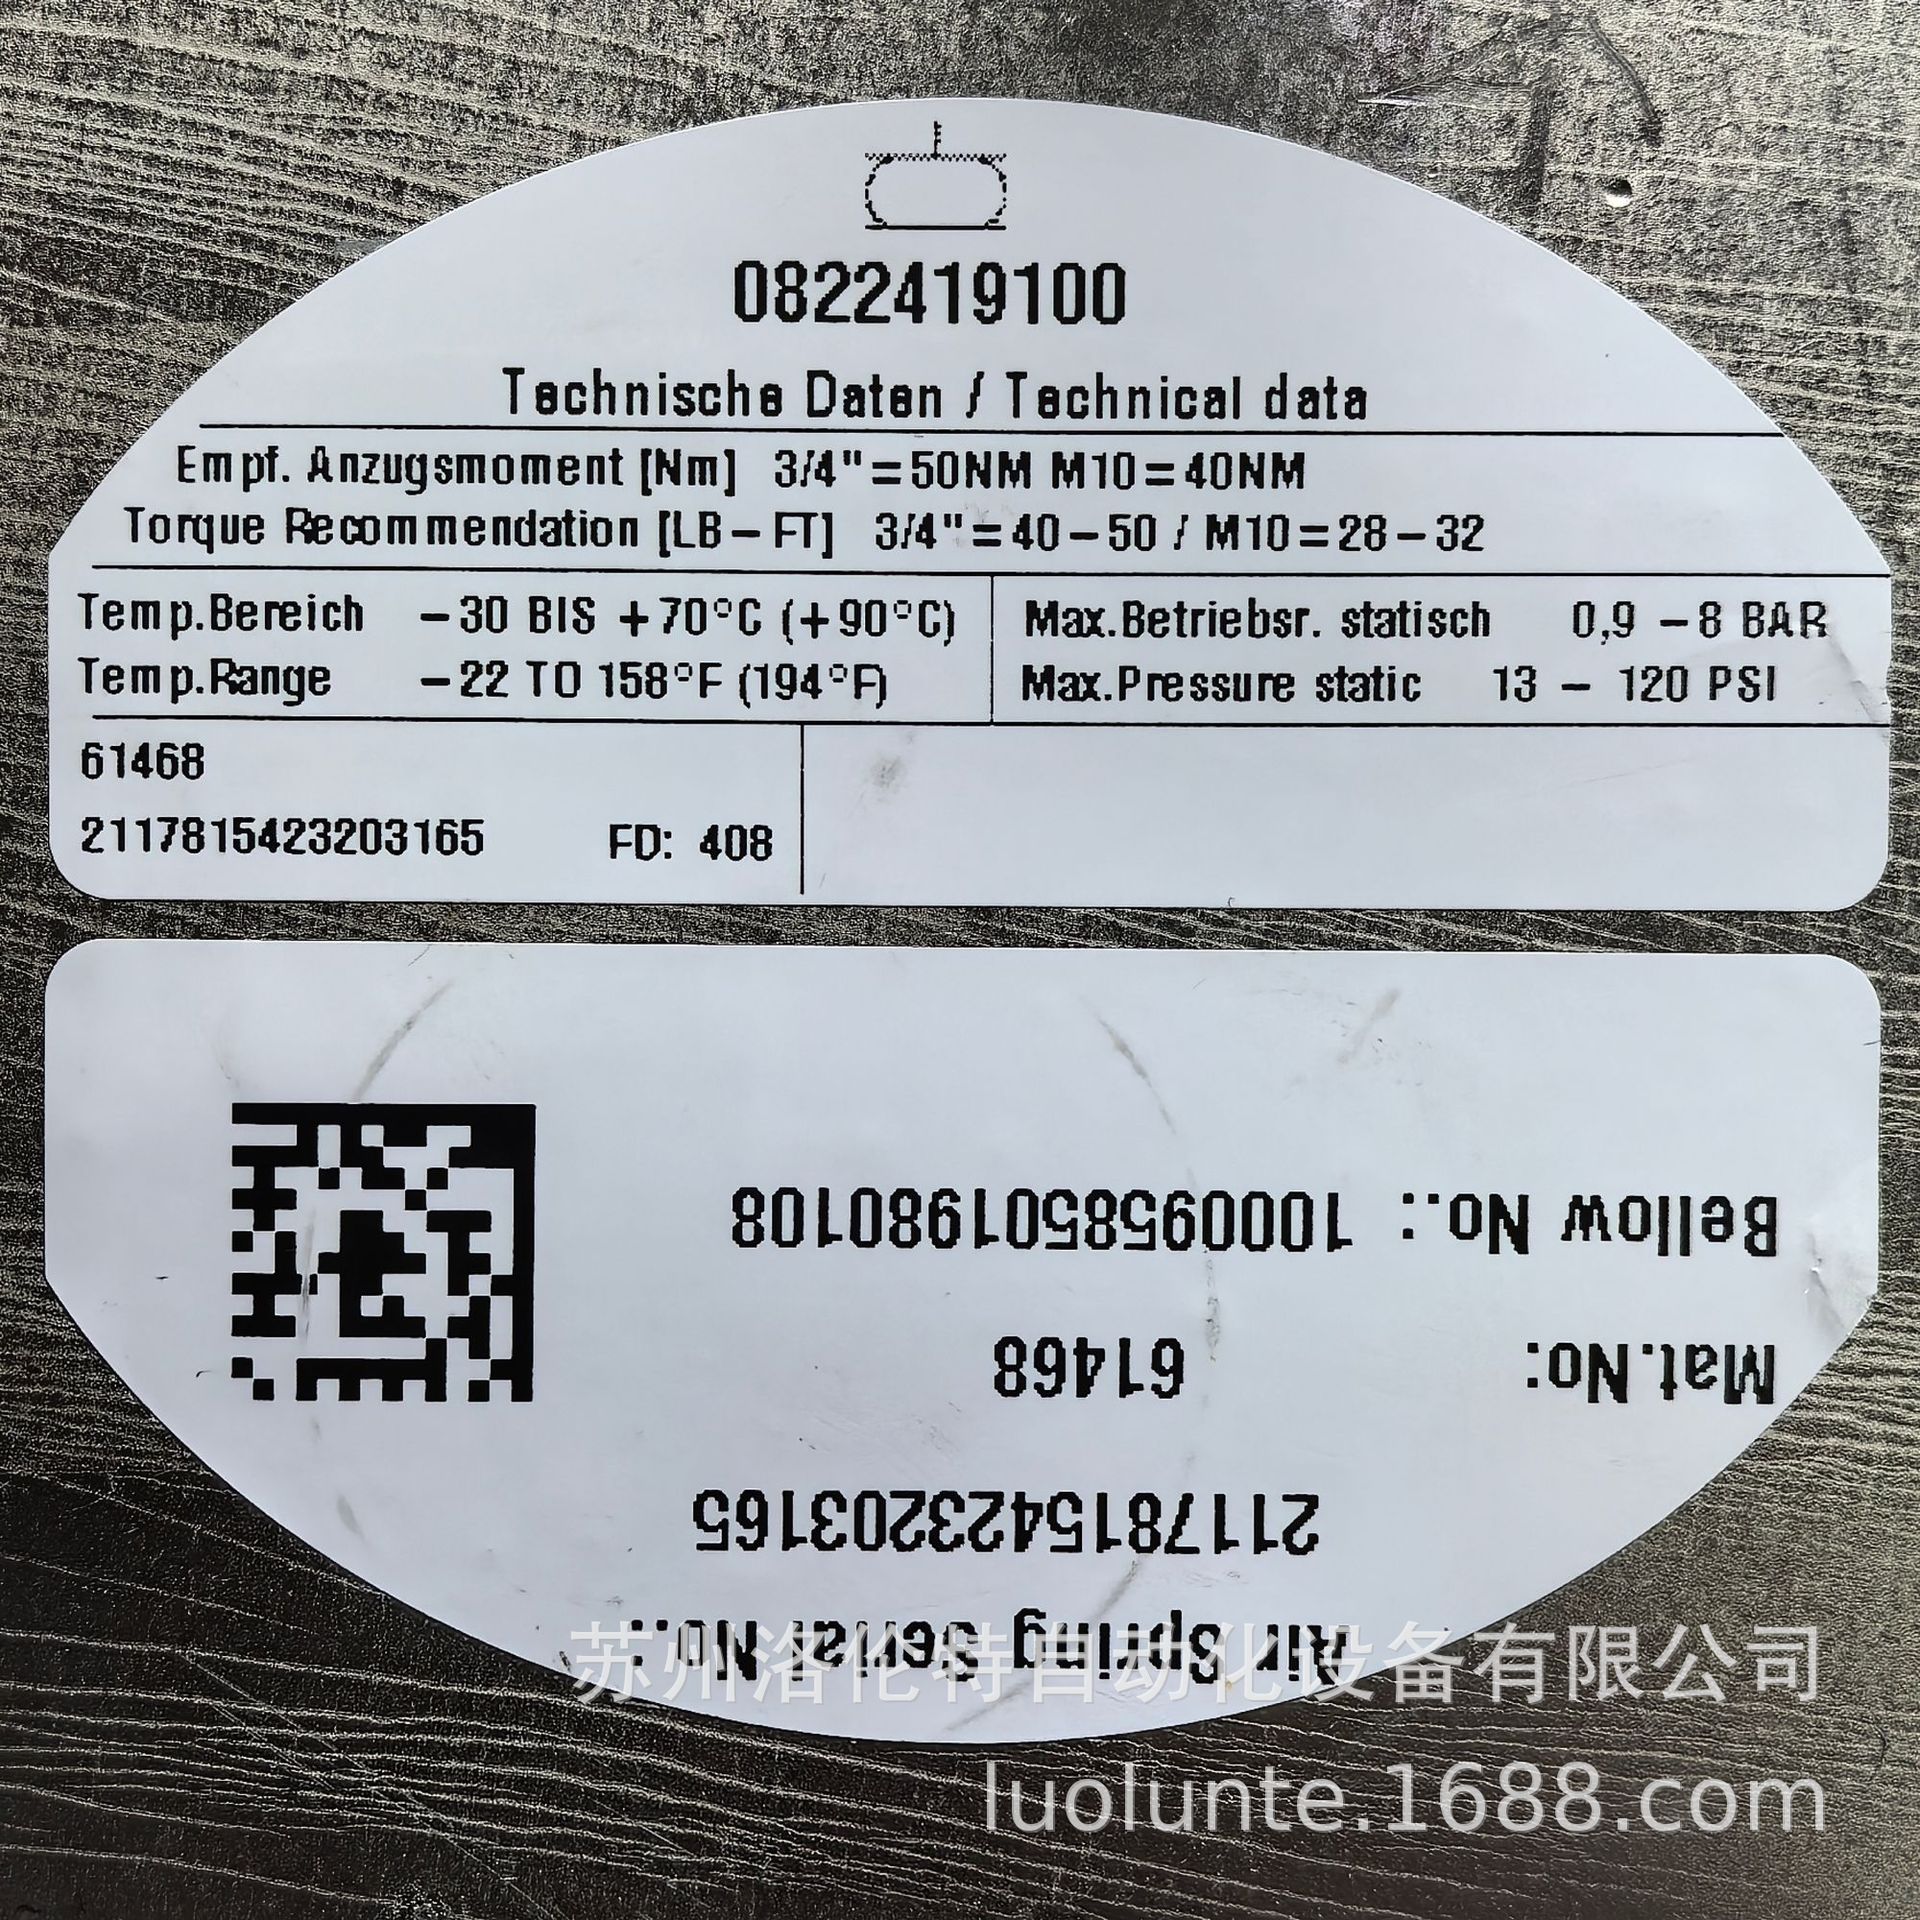 0822419100
Technische Daten / Technical data
Empf. Anzugsmoment [Nm] 3/4"=50NM M10=40NM
Torque Recommendation [LB-FT] 3/4"=40-50 / M10=28-32
Temp.Bereich -30 BIS +70°C (+90°C)
Temp.Range -22 TO 158°F (194°F)
Max.Betriebsr. statisch 0,9 -8 BAR
Max.Pressure static 13 - 120 PSI
61468
2117815423203165 FD: 408
Air Spring Serial No.:
2117815423203165
Mat.No: 61468
Bellow No.: 1000958501980108
苏州洛伦特自动化设备有限公司
luolunte.1688.com